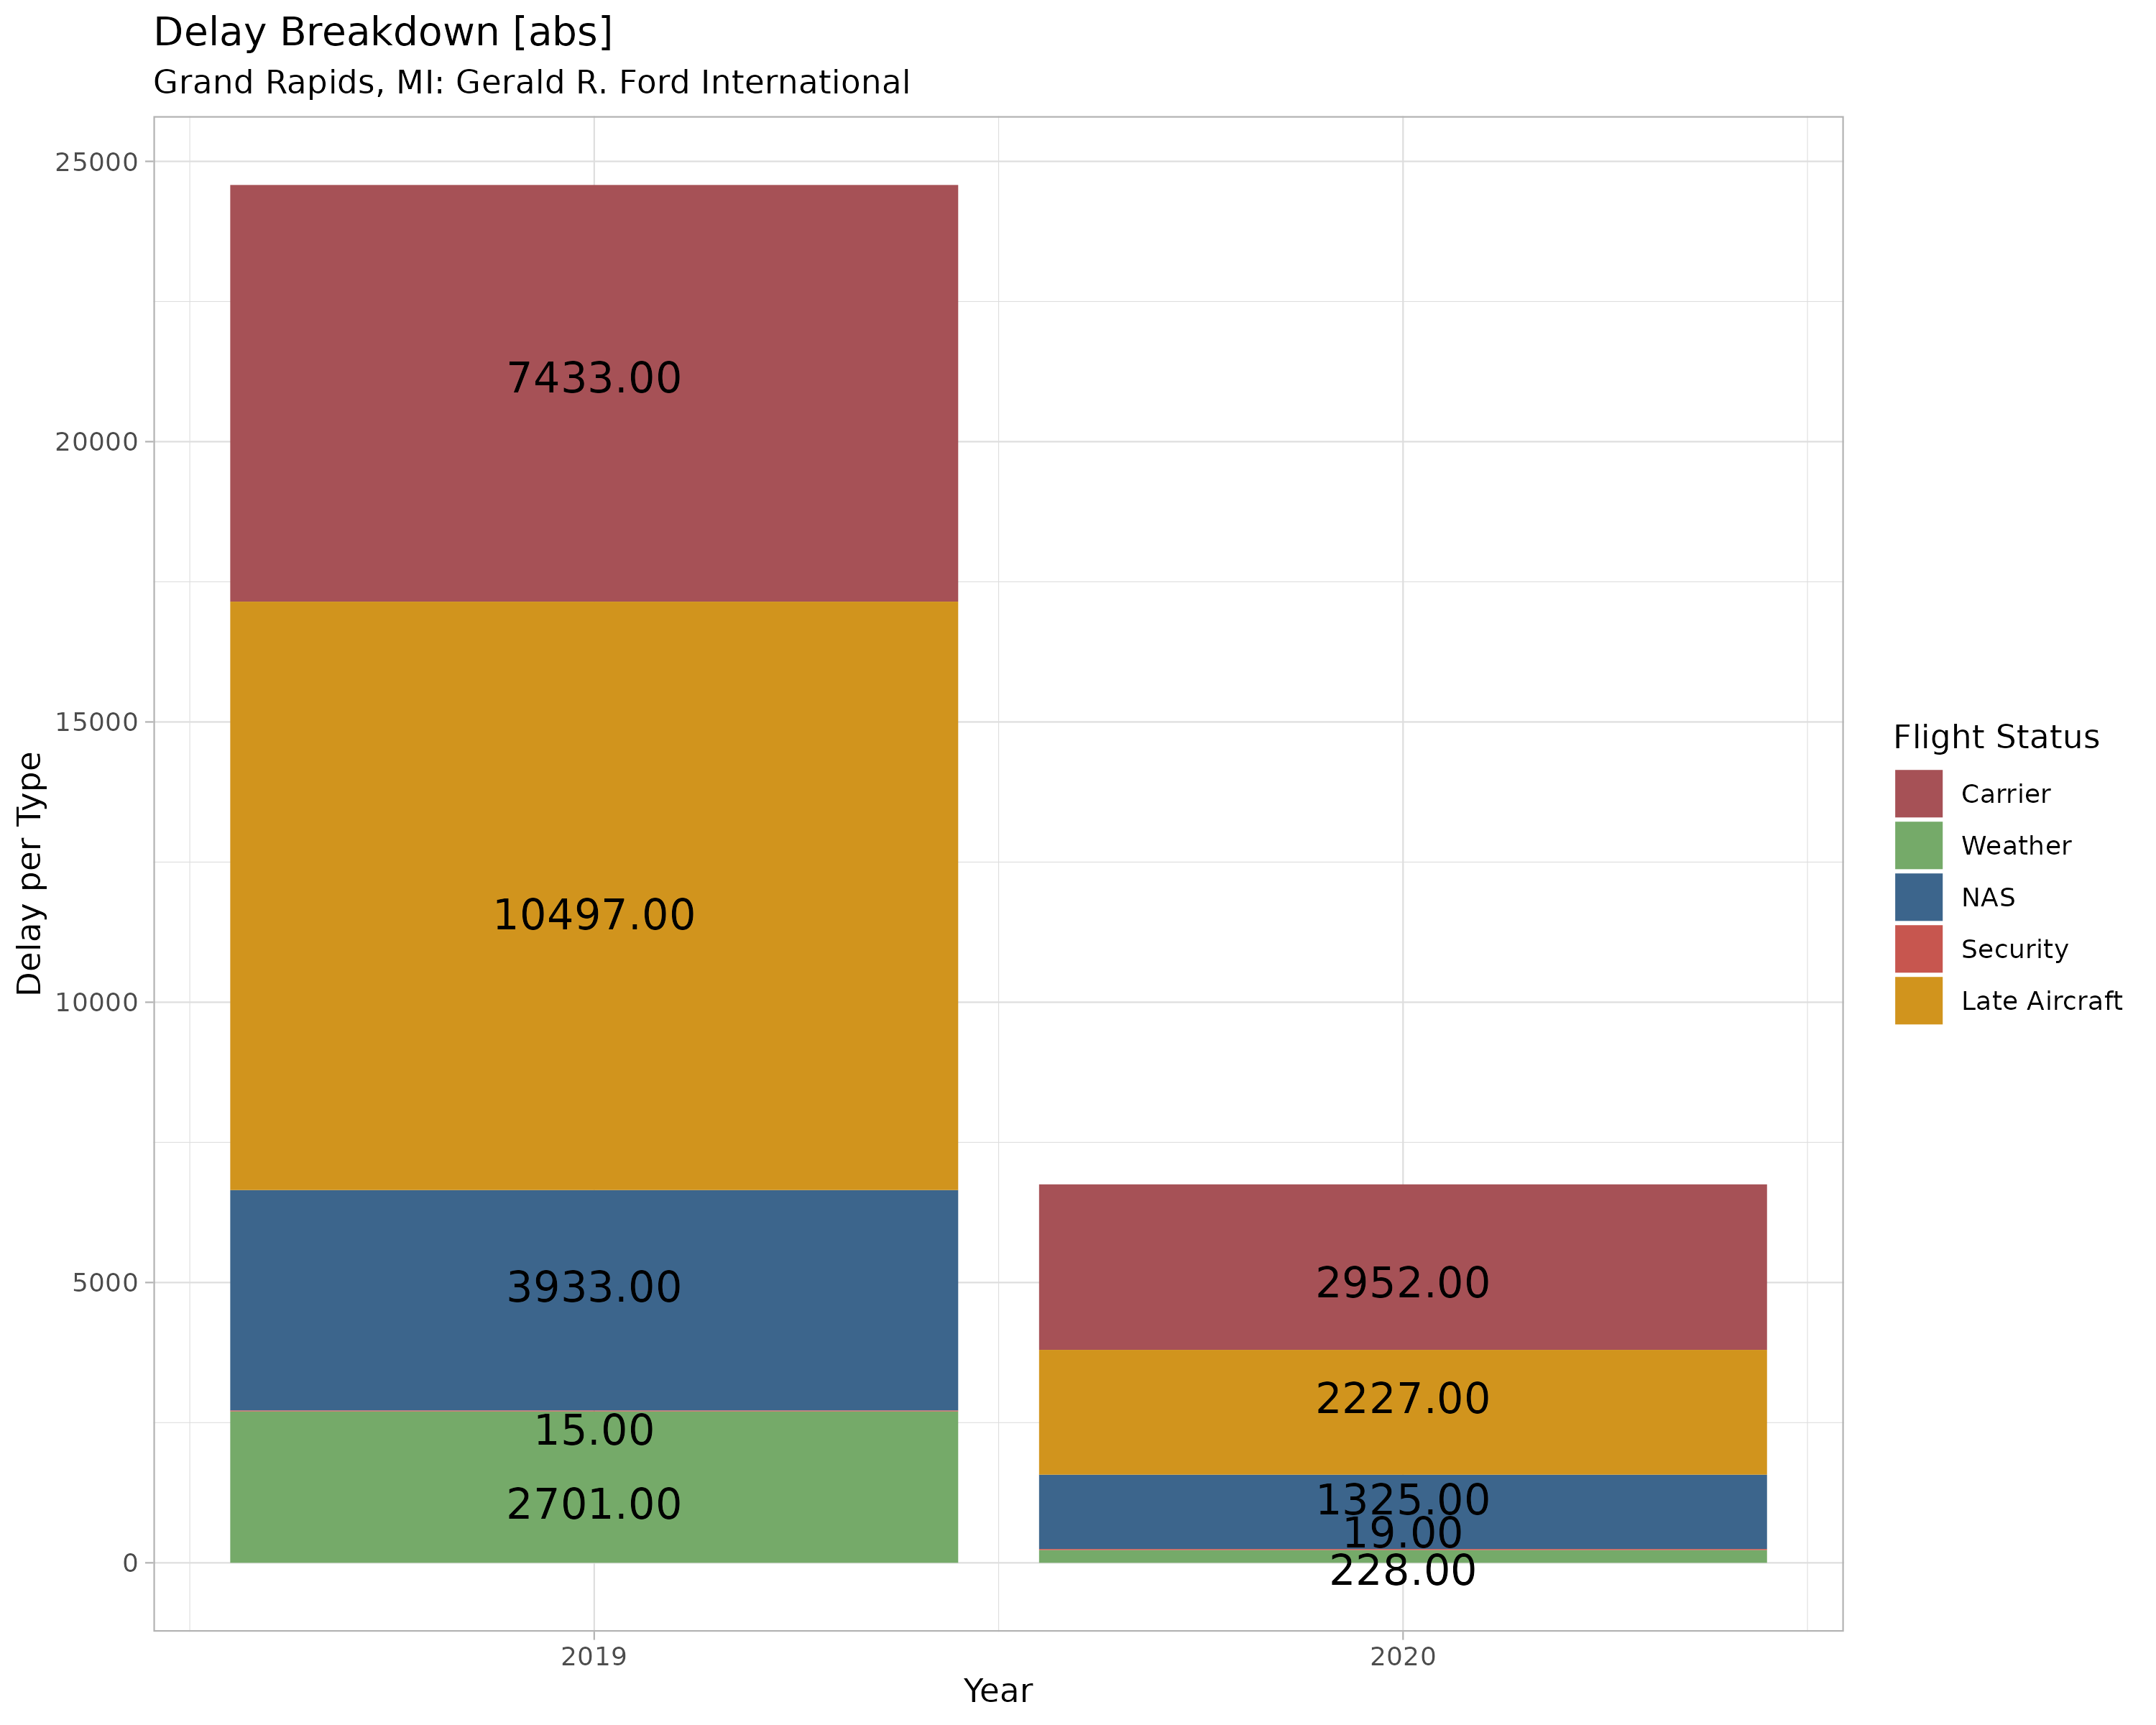 Delay Breakdown [abs]
Grand Rapids, MI: Gerald R. Ford International
Delay per Type
25000
20000
15000
10000
5000
0
7433.00
10497.00
3933.00
15.00
2701.00
2952.00
2227.00
1325.00
19.00
228.00
2019
2020
Year
Flight Status
Carrier
Weather
NAS
Security
Late Aircraft